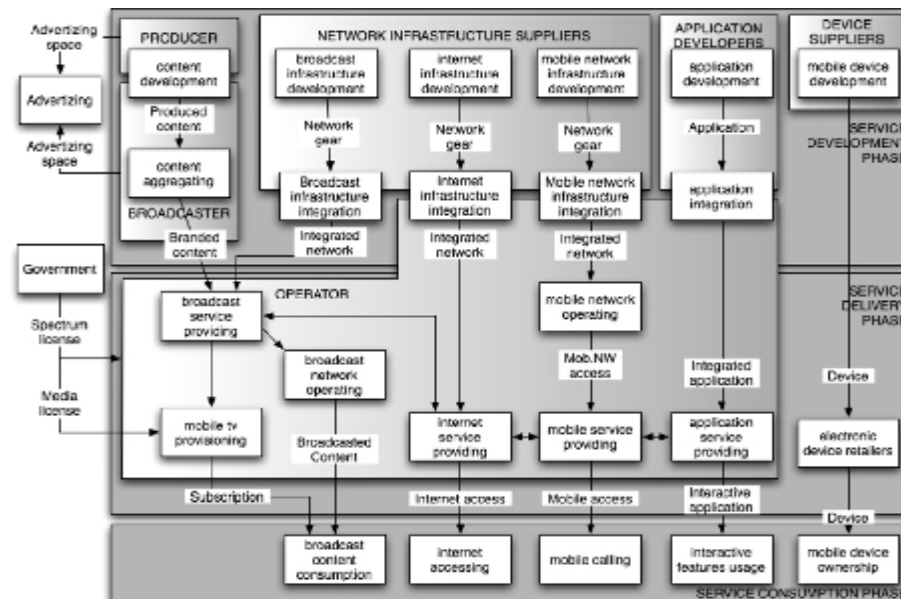 Advertizing
space
PRODUCER
NETWORK INFRASTRUCTURE SUPPLIERS
APPLICATION
DEVELOPERS
DEVICE
SUPPLIERS
content
development
broadcast
infrastructure
development
internet
infrastructure
development
mobile network
infrastructure
development
application
development
mobile device
development
Advertizing
Produced
content
Network
gear
Network
gear
Network
gear
Application
SERVICE
DEVELOPMENT
PHASE
Advertizing
space
content
aggregating
BROADCASTER
Broadcast
infrastructure
integration
Internet
infrastructure
integration
Mobile network
infrastructure
integration
application
integration
Branded
content
Integrated
network
Integrated
network
Integrated
network
Government
OPERATOR
SERVICE
DELIVERY
PHASE
broadcast
service
providing
mobile network
operating
Spectrum
license
broadcast
network
operating
Mob.NW
access
Integrated
application
Device
Media
license
mobile tv
provisioning
Broadcasted
Content
internet
service
providing
mobile service
providing
application
service
providing
electronic
device retailers
Subscription
Internet access
Mobile access
Interactive
application
Device
broadcast
content
consumption
internet
accessing
mobile calling
interactive
features usage
mobile device
ownership
SERVICE CONSUMPTION PHASE